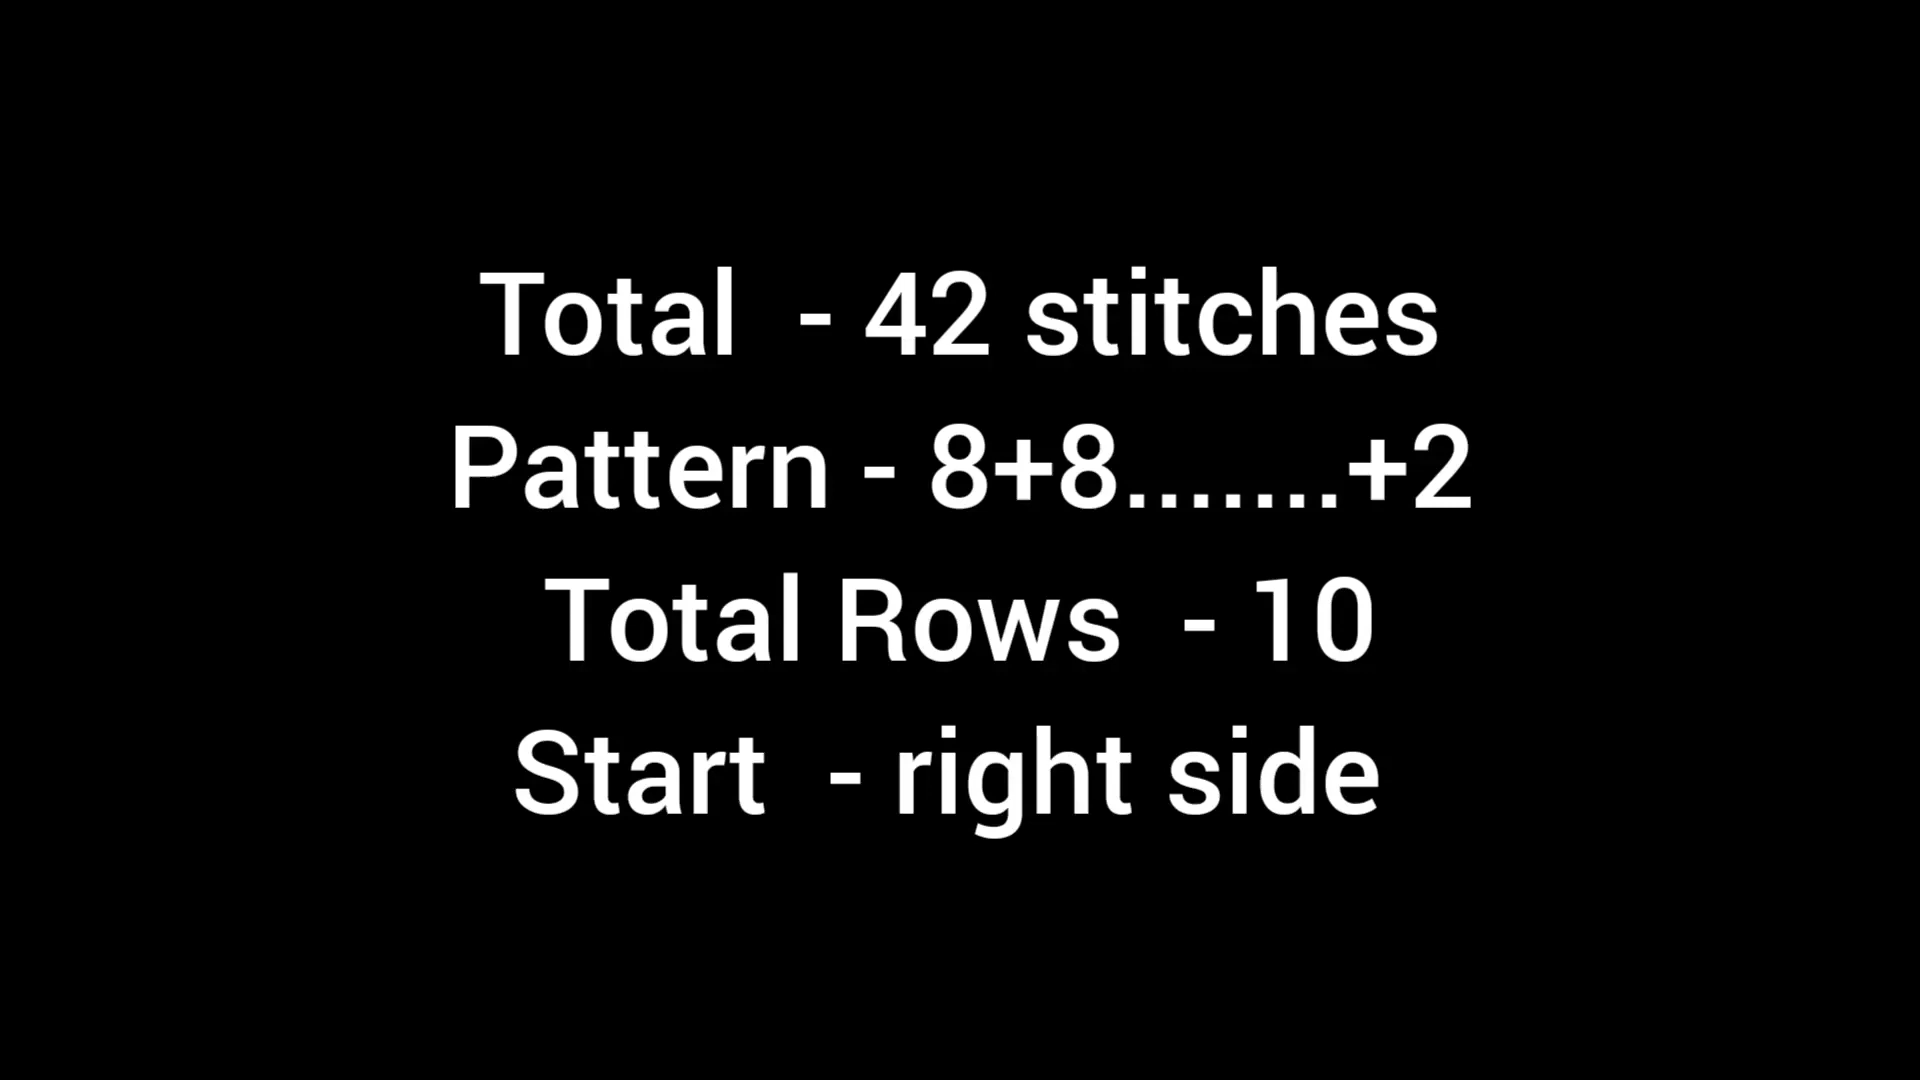 Total - 42 stitches
Pattern - 8+8.......+2
Total Rows - 10
Start - right side